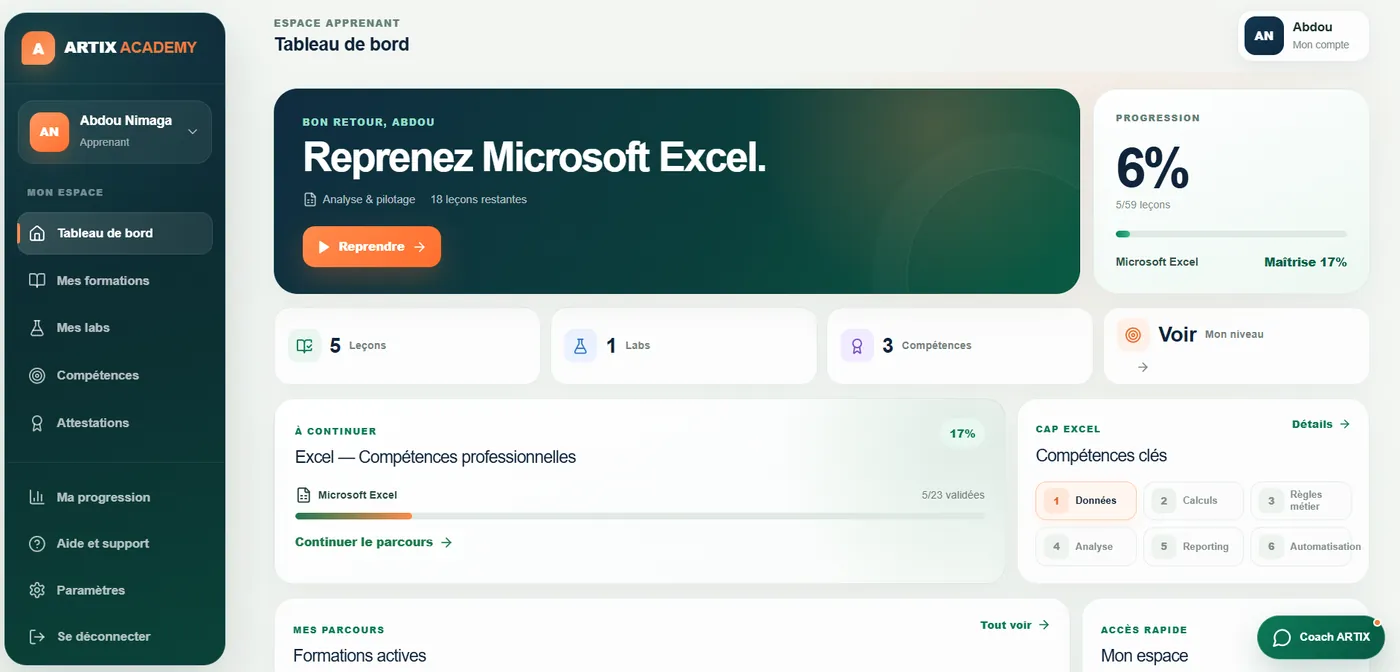 A ARTIX ACADEMY
AN Abdou Nimaga
Apprenant
MON ESPACE
Tableau de bord
Mes formations
Mes labs
Compétences
Attestations
Ma progression
Aide et support
Paramètres
Se déconnecter
ESPACE APPRENANT
Tableau de bord
AN Abdou
Mon compte
BON RETOUR, ABDOU
Reprenez Microsoft Excel.
Analyse & pilotage 18 leçons restantes
Reprendre →
PROGRESSION
6%
5/59 leçons
Microsoft Excel Maîtrise 17%
5 Leçons
1 Labs
3 Compétences
Voir Mon niveau
→
À CONTINUER
17%
Excel — Compétences professionnelles
Microsoft Excel 5/23 validées
Continuer le parcours →
CAP EXCEL
Détails →
Compétences clés
1 Données
2 Calculs
3 Règles
métier
4 Analyse
5 Reporting
6 Automatisation
MES PARCOURS
Tout voir →
Formations actives
ACCÈS RAPIDE
Mon espace
Coach ARTIX